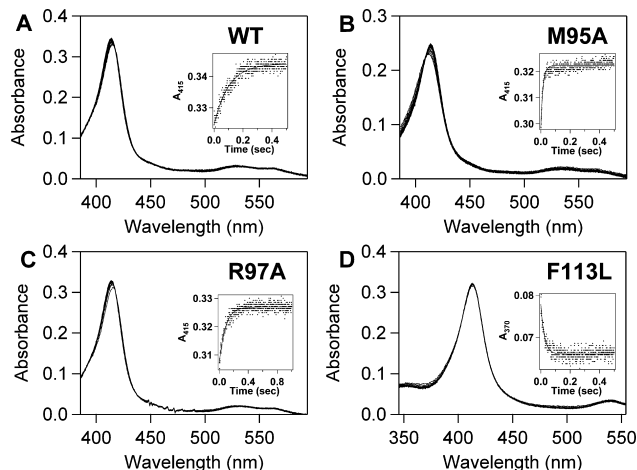 A
WT
Absorbance
0.4
0.3
0.2
0.1
0.0
400
450
500
550
Wavelength (nm)
A415
0.34
0.33
0.0
0.2
0.4
Time (sec)
B
M95A
Absorbance
0.3
0.2
0.1
0.0
400
450
500
550
Wavelength (nm)
A415
0.32
0.31
0.30
0.0
0.2
0.4
Time (sec)
C
R97A
Absorbance
0.4
0.3
0.2
0.1
0.0
400
450
500
550
Wavelength (nm)
A415
0.33
0.31
0.0
0.2
0.4
0.6
0.8
Time (sec)
D
F113L
Absorbance
0.4
0.3
0.2
0.1
0.0
350
400
450
500
550
Wavelength (nm)
A370
0.08
0.07
0.0
0.2
0.4
Time (sec)